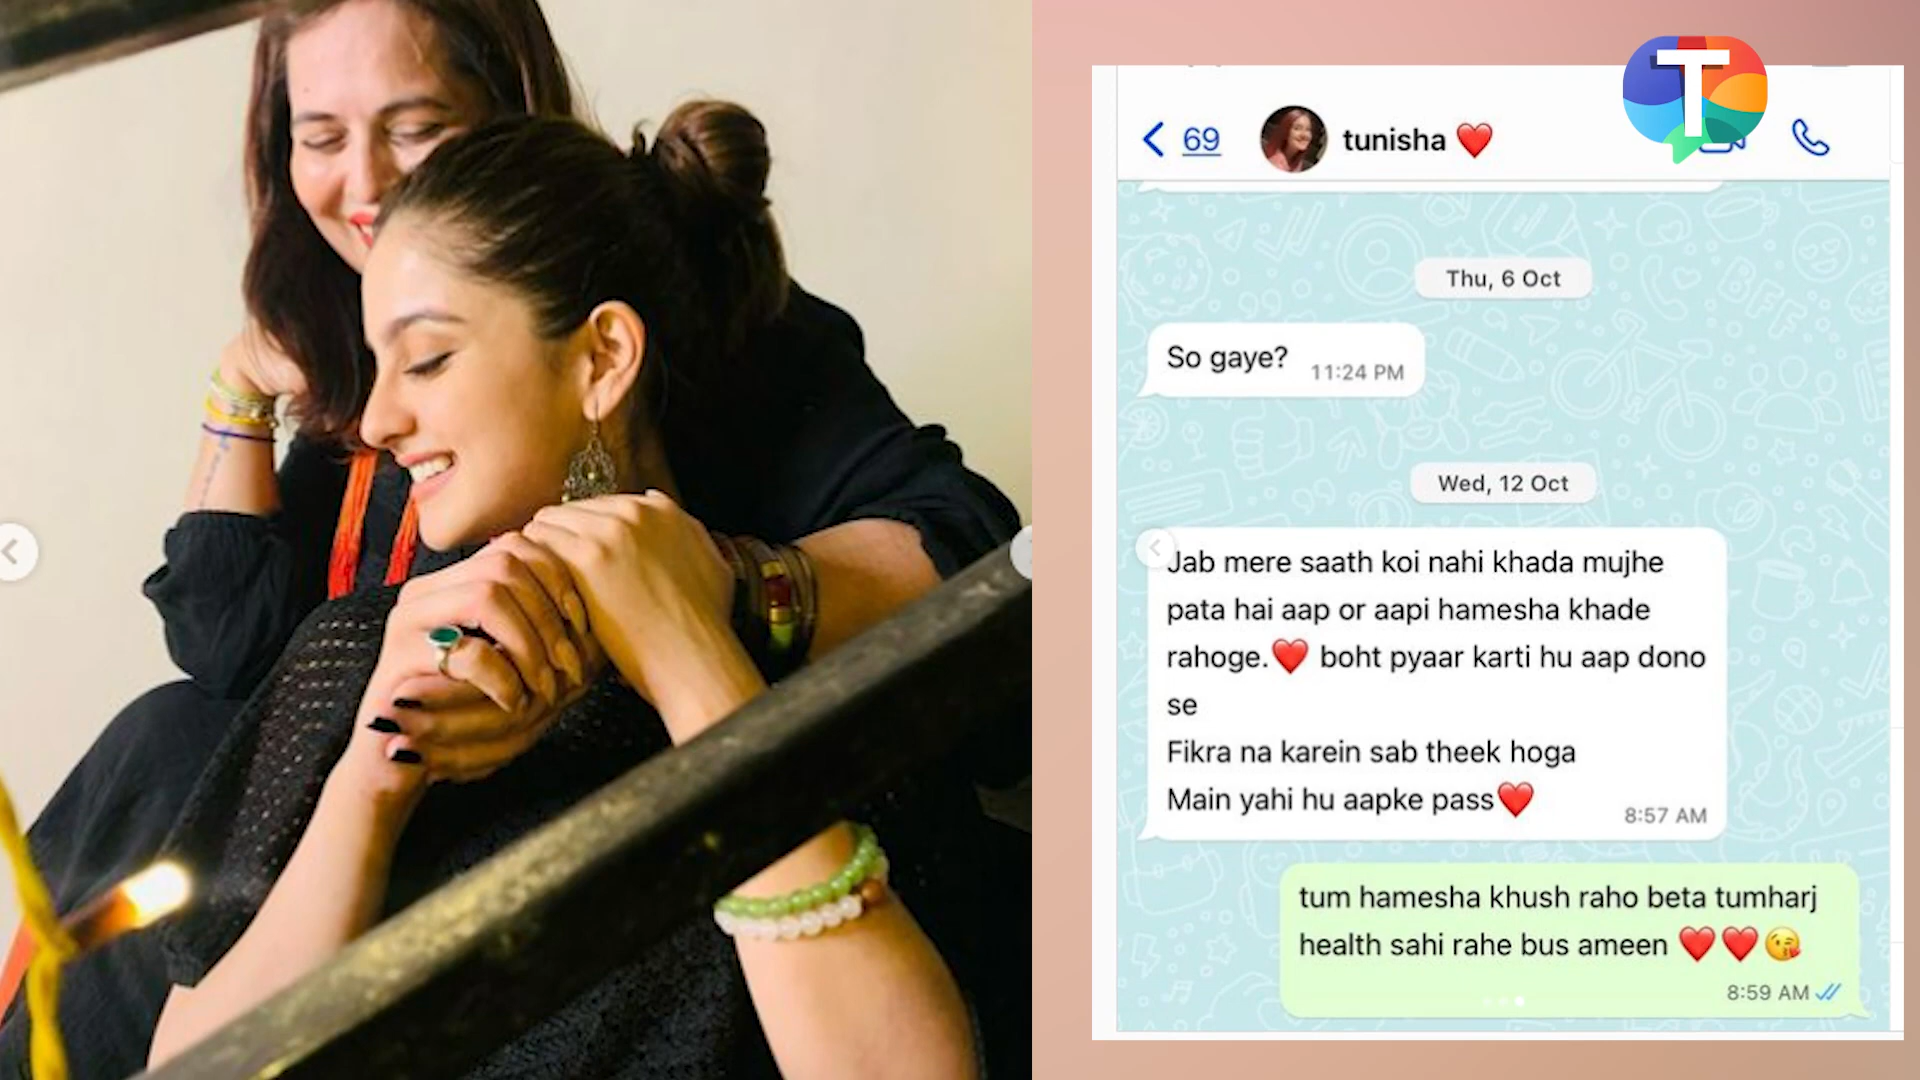 T
69
tunisha ❤️
Thu, 6 Oct
So gaye?
11:24 PM
Wed, 12 Oct
Jab mere saath koi nahi khada mujhe
pata hai aap or aapi hamesha khade
rahoge.❤️ boht pyaar karti hu aap dono
se
Fikra na karein sab theek hoga
Main yahi hu aapke pass❤️
8:57 AM
tum hamesha khush raho beta tumharj
health sahi rahe bus ameen ❤️❤️😘
8:59 AM